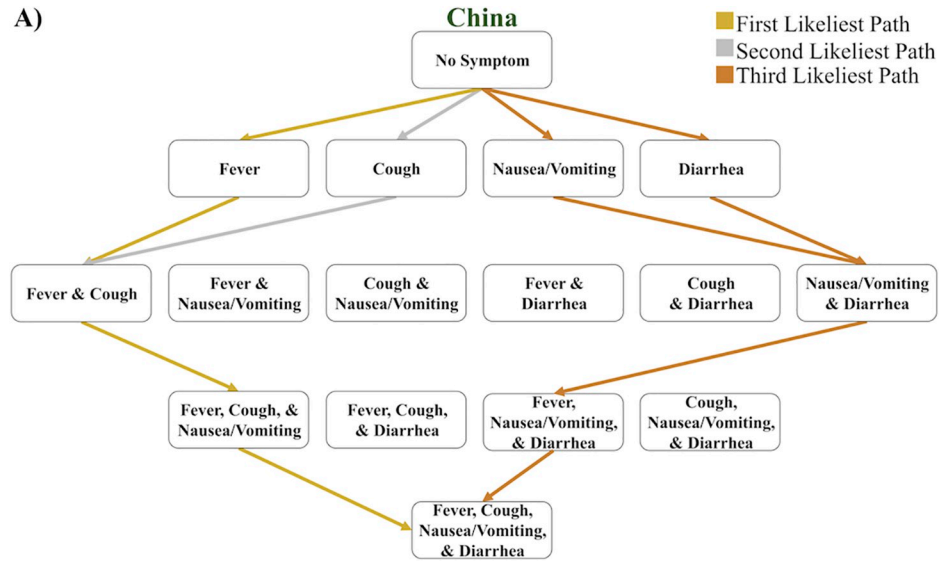 A)
China
First Likeliest Path
Second Likeliest Path
Third Likeliest Path
No Symptom
Fever
Cough
Nausea/Vomiting
Diarrhea
Fever & Cough
Fever &
Nausea/Vomiting
Cough &
Nausea/Vomiting
Fever &
Diarrhea
Cough
& Diarrhea
Nausea/Vomiting
& Diarrhea
Fever, Cough, &
Nausea/Vomiting
Fever, Cough,
& Diarrhea
Fever,
Nausea/Vomiting,
& Diarrhea
Cough,
Nausea/Vomiting,
& Diarrhea
Fever, Cough,
Nausea/Vomiting,
& Diarrhea